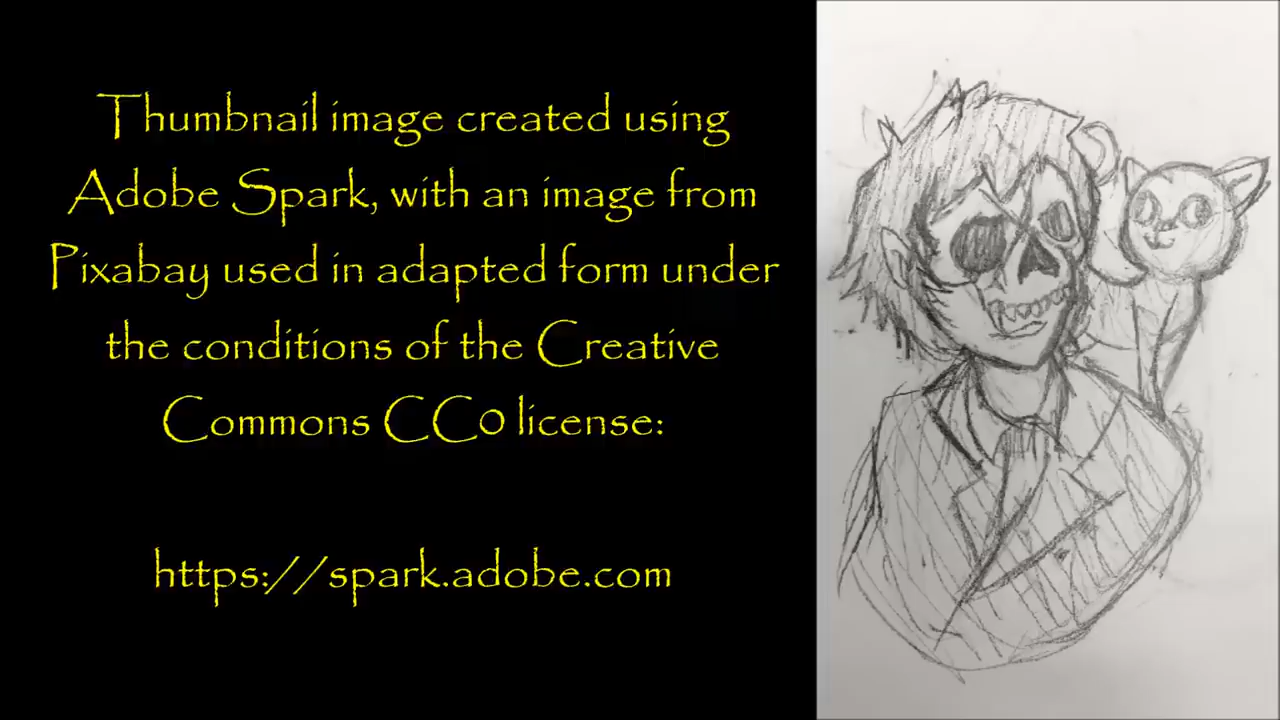 Thumbnail image created using
Adobe Spark, with an image from
Pixabay used in adapted form under
the conditions of the Creative
Commons CC0 license:
https://spark.adobe.com